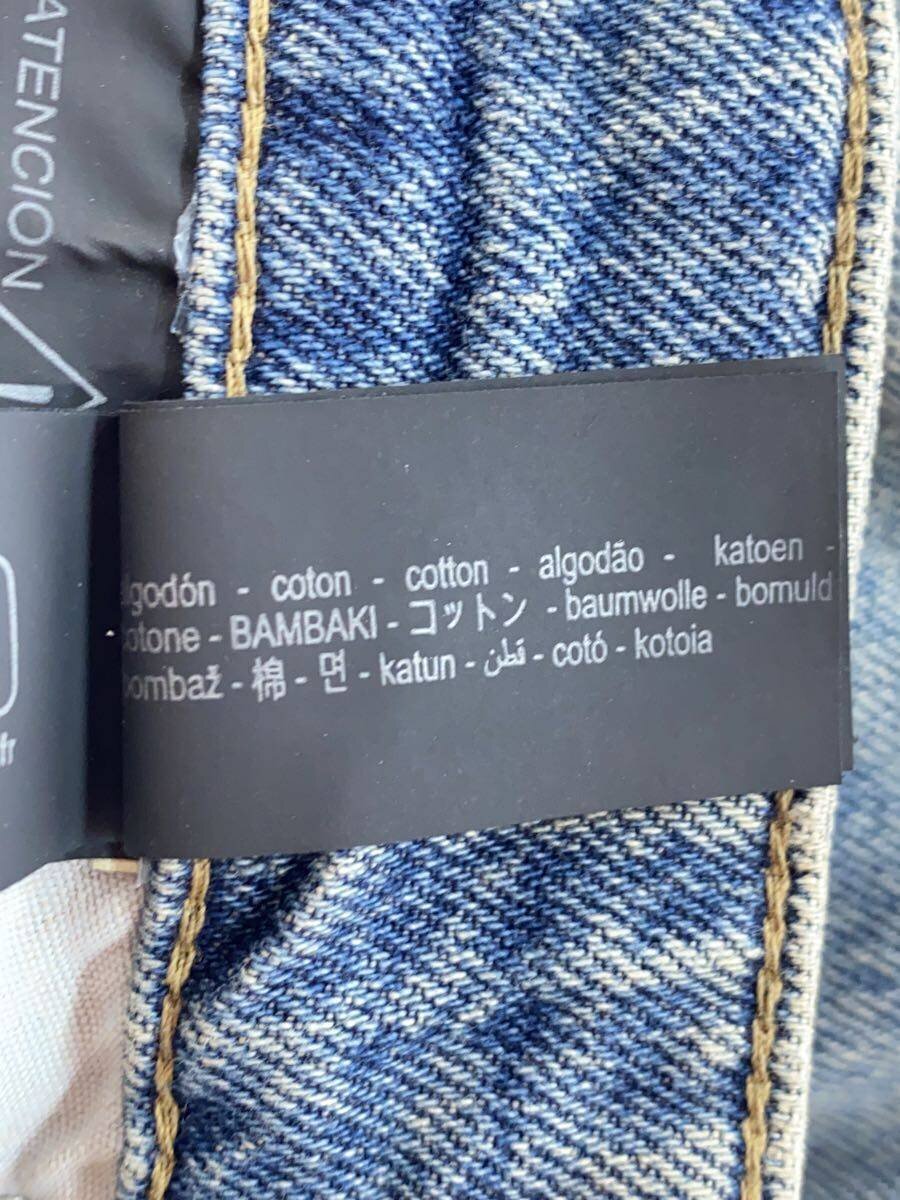 ATENCION
algodón - coton - cotton - algodão - katoen -
cotone - BAMBAKI - コットン - baumwolle - bomuld
bombaž - 棉 - 면 - katun - قطن - cotó - kotoia
fr